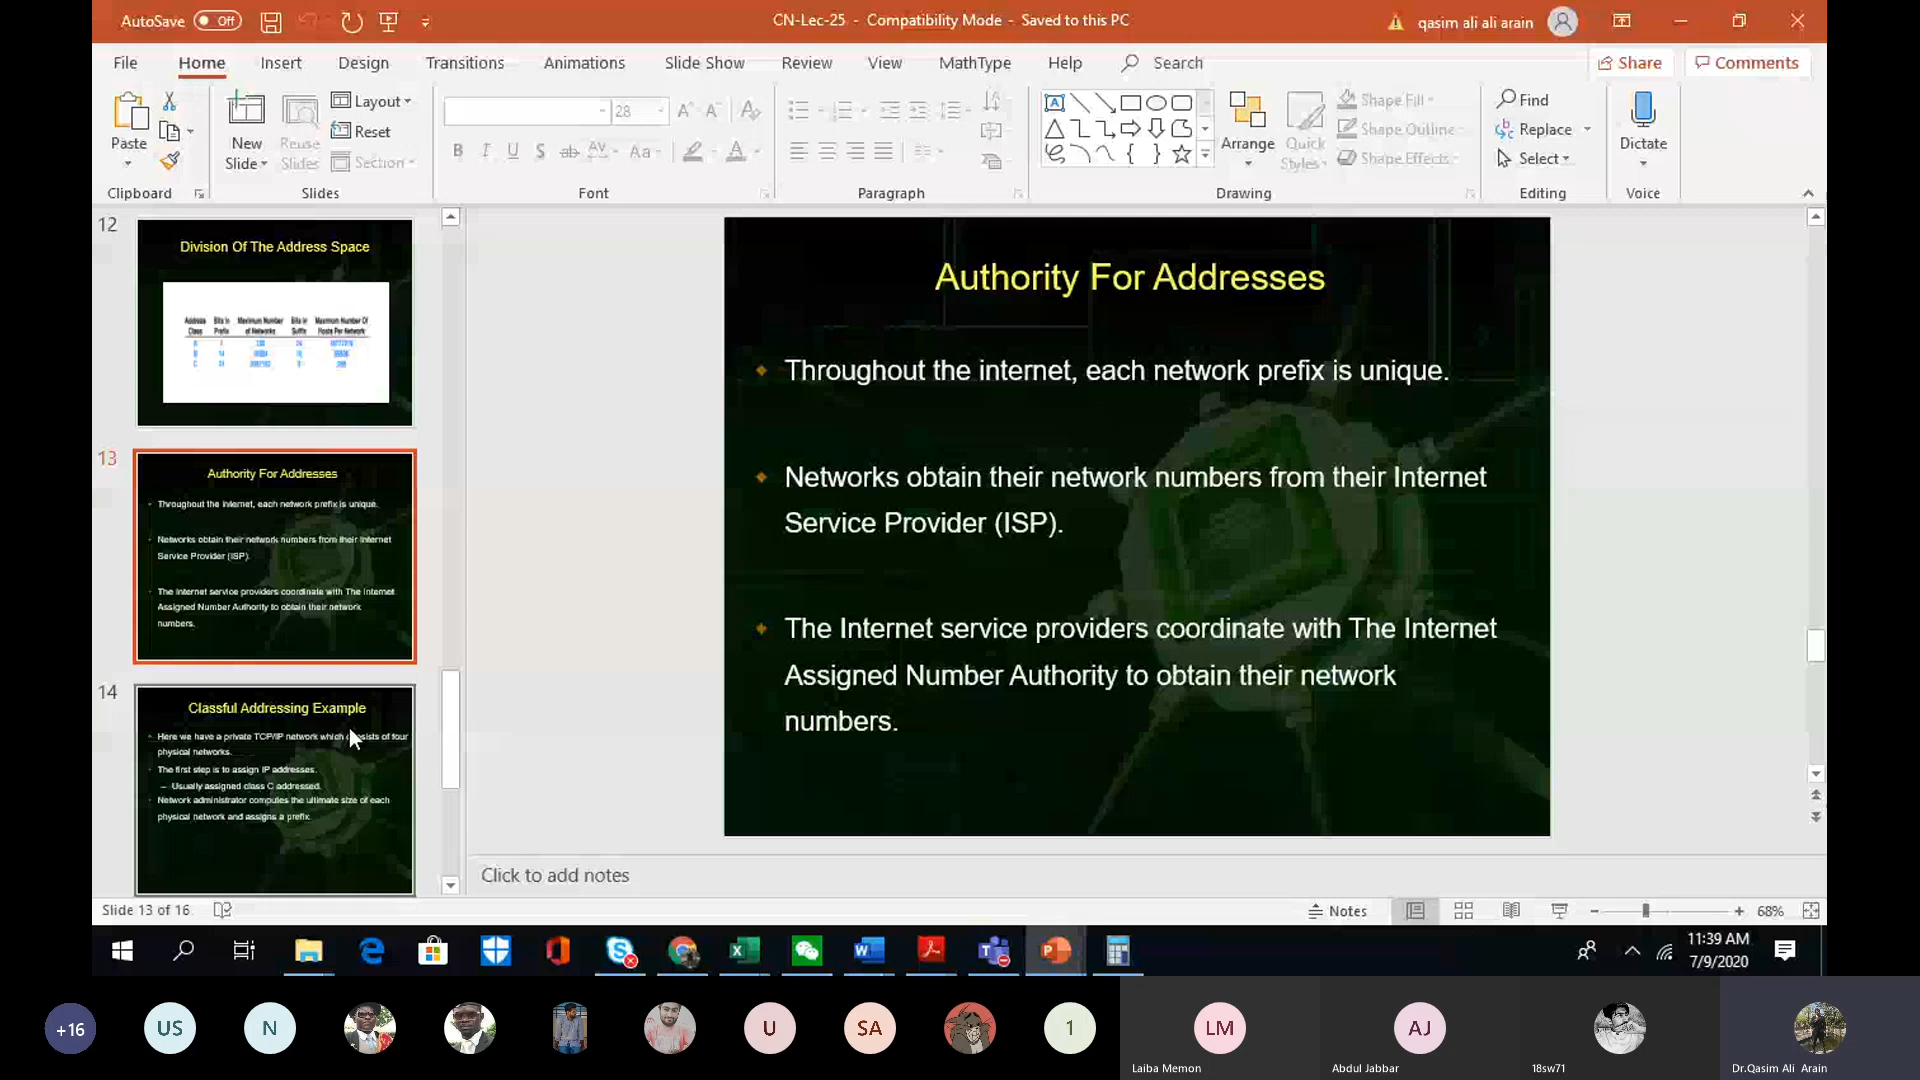 AutoSave Off
CN-Lec-25 - Compatibility Mode - Saved to this PC
qasim ali ali arain
File Home Insert Design Transitions Animations Slide Show Review View MathType Help Search
Share Comments
Paste
New Slide
Reuse Slides
Layout
Reset
Section
28
Arrange
Quick Styles
Shape Fill
Shape Outline
Shape Effects
Find
Replace
Select
Dictate
Clipboard Slides Font Paragraph Drawing Editing Voice
12
Division Of The Address Space
13
Authority For Addresses
Throughout the internet, each network prefix is unique.
Networks obtain their network numbers from their Internet
Service Provider (ISP).
The Internet service providers coordinate with The Internet
Assigned Number Authority to obtain their network
numbers.
14
Classful Addressing Example
Here we have a private TCP/IP network which consists of four
physical networks.
The first step is to assign IP addresses.
– Usually assigned class C addressed.
Network administrator computes the ultimate size of each
physical network and assigns a prefix.
Authority For Addresses
Throughout the internet, each network prefix is unique.
Networks obtain their network numbers from their Internet
Service Provider (ISP).
The Internet service providers coordinate with The Internet
Assigned Number Authority to obtain their network
numbers.
Click to add notes
Slide 13 of 16
Notes
68%
11:39 AM
7/9/2020
+16 US N U SA 1 LM AJ
Laiba Memon Abdul Jabbar 18sw71 Dr.Qasim Ali Arain